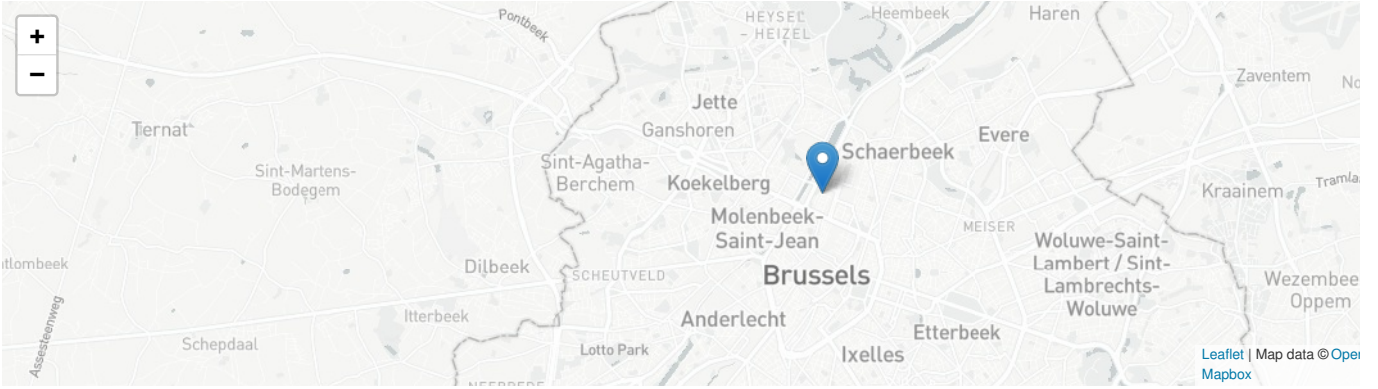 +
−
Pontbeek
HEYSEL
- HEIZEL
Heembeek
Haren
Zaventem
Jette
Ternat
Ganshoren
Evere
Schaerbeek
Sint-Agatha-
Berchem
Sint-Martens-
Bodegem
Koekelberg
Kraainem
Molenbeek-
Saint-Jean
MEISER
Woluwe-Saint-
Lambert / Sint-
Lambrechts-
Woluwe
Dilbeek
SCHEUTVELD
Brussels
Oppem
Assesteenweg
Itterbeek
Anderlecht
Etterbeek
Schepdaal
Lotto Park
Ixelles
Leaflet | Map data ©
Mapbox